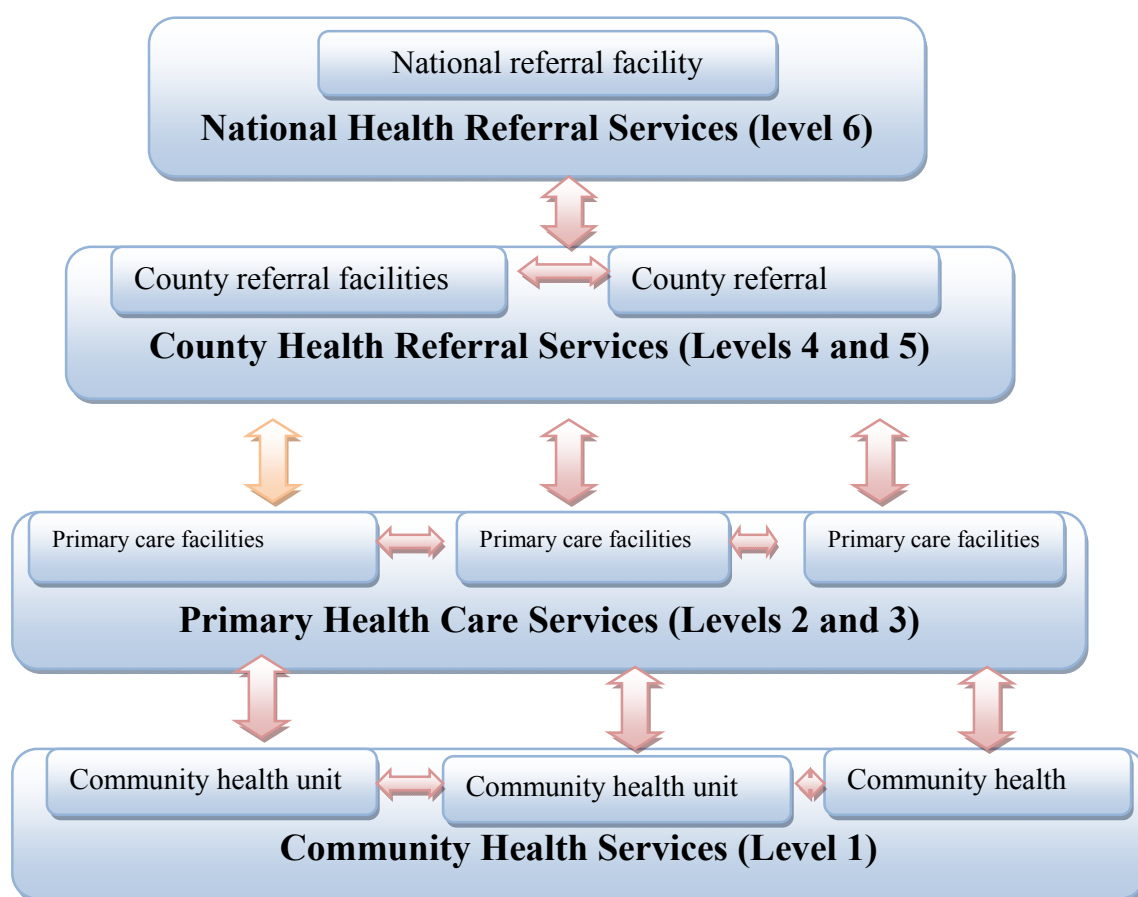 National referral facility
National Health Referral Services (level 6)
County referral facilities
County referral
County Health Referral Services (Levels 4 and 5)
Primary care facilities
Primary care facilities
Primary care facilities
Primary Health Care Services (Levels 2 and 3)
Community health unit
Community health unit
Community health
Community Health Services (Level 1)